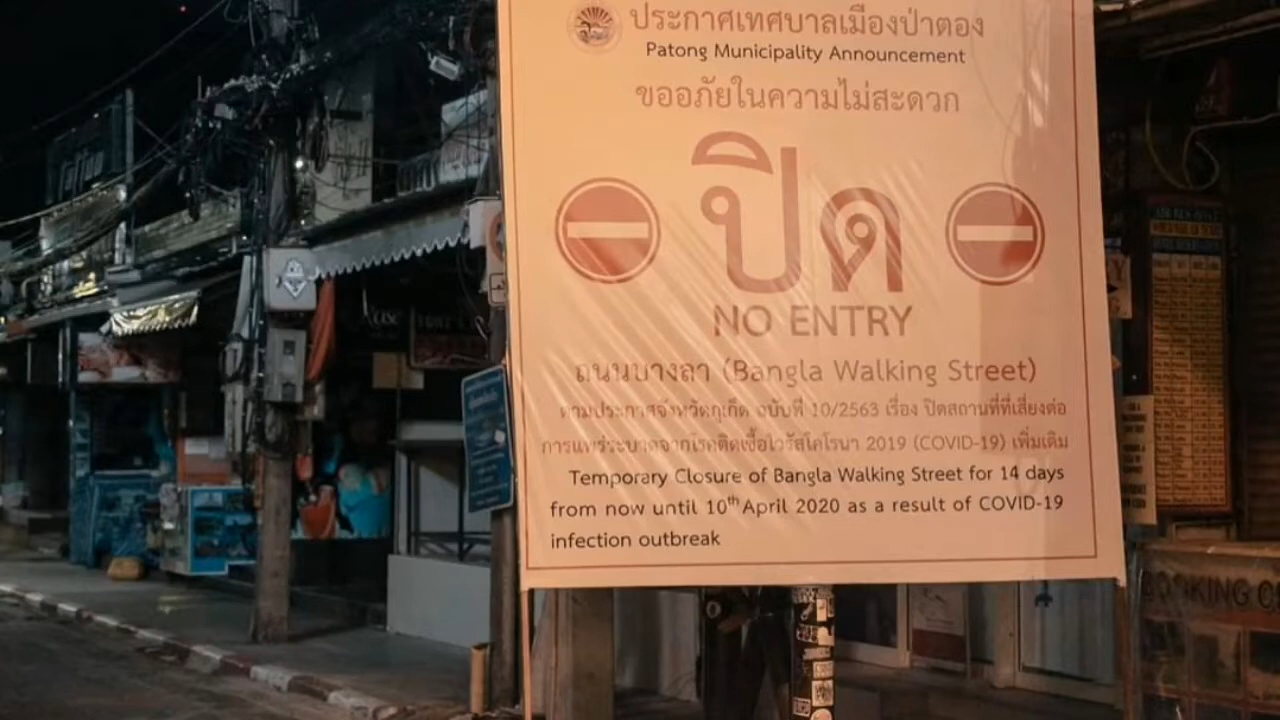 ประกาศเทศบาลเมืองป่าตอง
Patong Municipality Announcement
ขออภัยในความไม่สะดวก
ปิด
NO ENTRY
ถนนบางลา (Bangla Walking Street)
ตามประกาศจังหวัดภูเก็ต ฉบับที่ 10/2563 เรื่อง ปิดสถานที่ที่เสี่ยงต่อ
การแพร่ระบาดจากโรคติดเชื้อไวรัสโคโรนา 2019 (COVID-19) เพิ่มเติม
Temporary Closure of Bangla Walking Street for 14 days
from now until 10th April 2020 as a result of COVID-19
infection outbreak